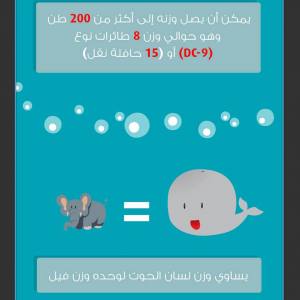 يمكن أن يصل وزنه إلى أكثر من 200 طن
وهو حوالي وزن 8 طائرات نوع
(DC-9) أو (15 حافلة نقل)
=
يساوي وزن لسان الحوت لوحده وزن فيل